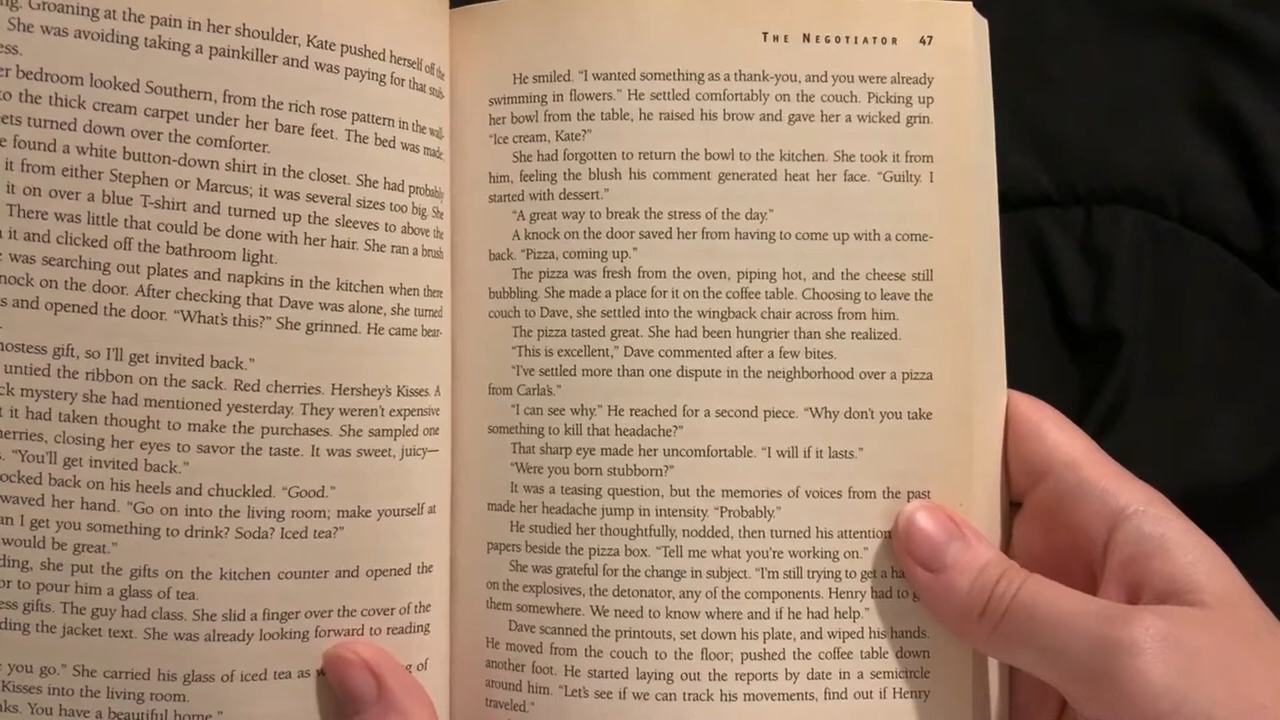 Groaning at the pain in her shoulder, Kate pushed herself off the
She was avoiding taking a painkiller and was paying for that stub-
ess.
er bedroom looked Southern, from the rich rose pattern in the wall-
to the thick cream carpet under her bare feet. The bed was made,
ets turned down over the comforter.
e found a white button-down shirt in the closet. She had probably
it from either Stephen or Marcus; it was several sizes too big. She
it on over a blue T-shirt and turned up the sleeves to above the
There was little that could be done with her hair. She ran a brush
it and clicked off the bathroom light.
was searching out plates and napkins in the kitchen when there
nock on the door. After checking that Dave was alone, she turned
s and opened the door. “What’s this?” She grinned. He came bear-
ostess gift, so I’ll get invited back.”
untied the ribbon on the sack. Red cherries. Hershey’s Kisses. A
ck mystery she had mentioned yesterday. They weren’t expensive
t it had taken thought to make the purchases. She sampled one
herries, closing her eyes to savor the taste. It was sweet, juicy—
“You’ll get invited back.”
ocked back on his heels and chuckled. “Good.”
waved her hand. “Go on into the living room; make yourself at
an I get you something to drink? Soda? Iced tea?”
would be great.”
ding, she put the gifts on the kitchen counter and opened the
or to pour him a glass of tea.
ess gifts. The guy had class. She slid a finger over the cover of the
ding the jacket text. She was already looking forward to reading
you go.” She carried his glass of iced tea as w g of
Kisses into the living room.
nks. You have a beautiful home.”
THE NEGOTIATOR 47
He smiled. “I wanted something as a thank-you, and you were already
swimming in flowers.” He settled comfortably on the couch. Picking up
her bowl from the table, he raised his brow and gave her a wicked grin.
“Ice cream, Kate?”
She had forgotten to return the bowl to the kitchen. She took it from
him, feeling the blush his comment generated heat her face. “Guilty. I
started with dessert.”
“A great way to break the stress of the day.”
A knock on the door saved her from having to come up with a come-
back. “Pizza, coming up.”
The pizza was fresh from the oven, piping hot, and the cheese still
bubbling. She made a place for it on the coffee table. Choosing to leave the
couch to Dave, she settled into the wingback chair across from him.
The pizza tasted great. She had been hungrier than she realized.
“This is excellent,” Dave commented after a few bites.
“I’ve settled more than one dispute in the neighborhood over a pizza
from Carla’s.”
“I can see why.” He reached for a second piece. “Why don’t you take
something to kill that headache?”
That sharp eye made her uncomfortable. “I will if it lasts.”
“Were you born stubborn?”
It was a teasing question, but the memories of voices from the past
made her headache jump in intensity. “Probably.”
He studied her thoughtfully, nodded, then turned his attention
papers beside the pizza box. “Tell me what you’re working on.”
She was grateful for the change in subject. “I’m still trying to get a ha
on the explosives, the detonator, any of the components. Henry had to g
them somewhere. We need to know where and if he had help.”
Dave scanned the printouts, set down his plate, and wiped his hands.
He moved from the couch to the floor; pushed the coffee table down
another foot. He started laying out the reports by date in a semicircle
around him. “Let’s see if we can track his movements, find out if Henry
traveled.”